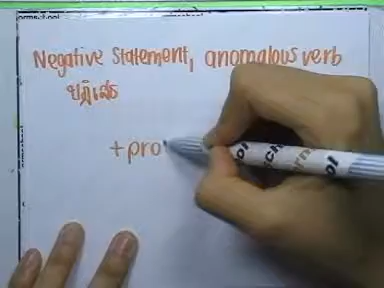 Negative Statement, anomalous verb
ปฏิเสธ
+ pro